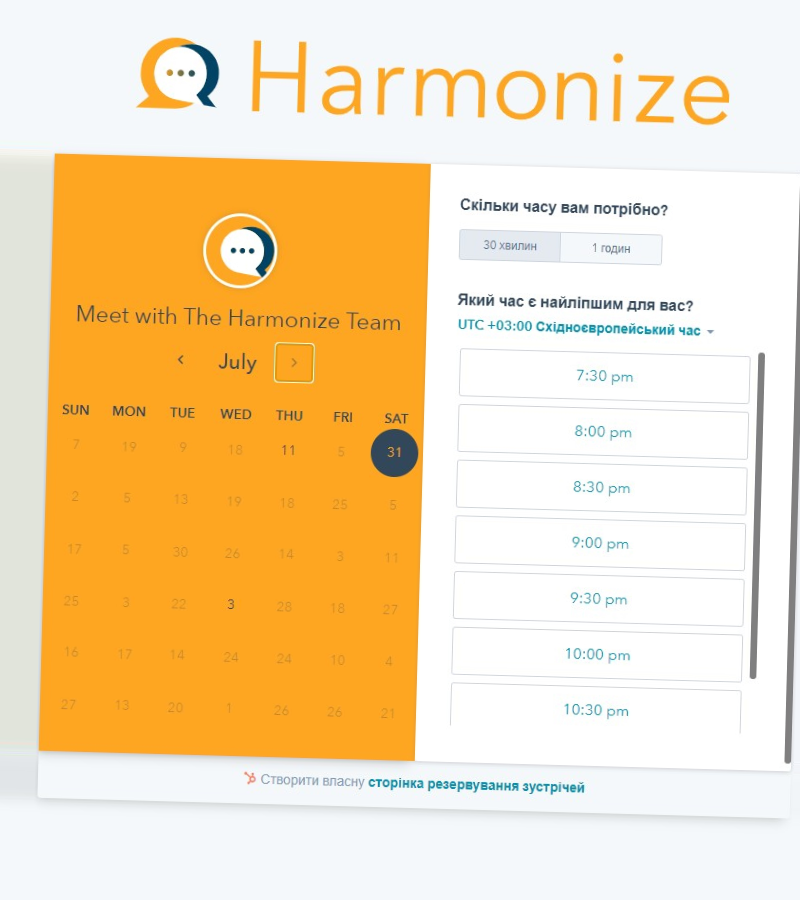 Harmonize
Meet with The Harmonize Team
July
SUN MON TUE WED THU FRI SAT
7 19 9 18 11 5 31
2 5 13 19 18 25 5
17 5 30 26 14 3 11
25 3 22 3 28 18 27
16 17 14 24 24 10 4
27 13 20 1 26 26 21
Скільки часу вам потрібно?
30 хвилин 1 годин
Який час є найліпшим для вас?
UTC +03:00 Східноєвропейський час
7:30 pm
8:00 pm
8:30 pm
9:00 pm
9:30 pm
10:00 pm
10:30 pm
Створити власну сторінка резервування зустрічей